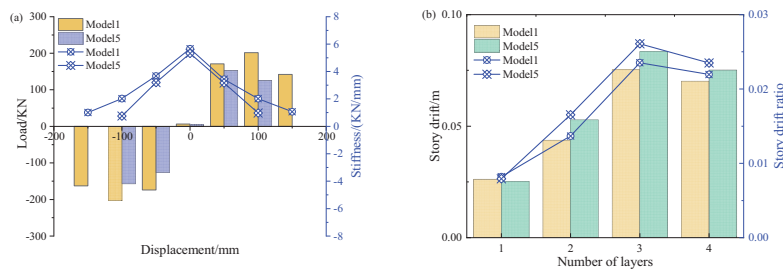 (a)
300
200
100
0
-100
-200
-300
Load/KN
-200
-100
0
100
200
Displacement/mm
8
6
4
2
0
-2
-4
-6
-8
Stiffness/(KN/mm)
Model1
Model5
Model1
Model5
(b)
0.10
0.05
0.00
Story drift/m
1
2
3
4
Number of layers
0.03
0.02
0.01
0.00
Story drift ratio
Model1
Model5
Model1
Model5